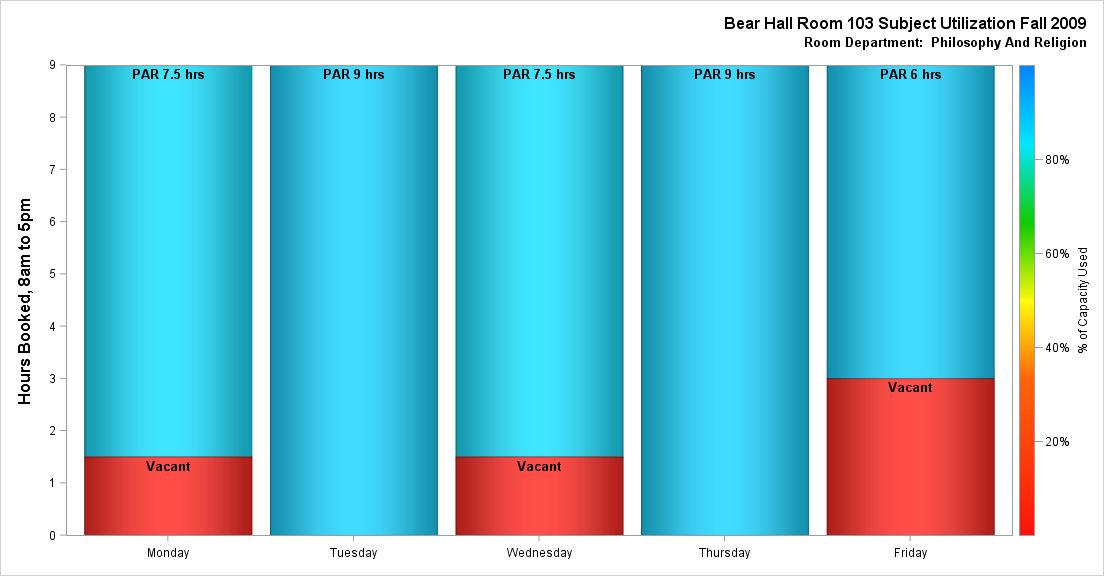 Bear Hall Room 103 Subject Utilization Fall 2009
Room Department:  Philosophy And Religion
Hours Booked, 8am to 5pm
9
8
7
6
5
4
3
2
1
0
PAR 7.5 hrs
Vacant
PAR 9 hrs
PAR 7.5 hrs
Vacant
PAR 9 hrs
PAR 6 hrs
Vacant
Monday
Tuesday
Wednesday
Thursday
Friday
80%
60%
40%
20%
% of Capacity Used